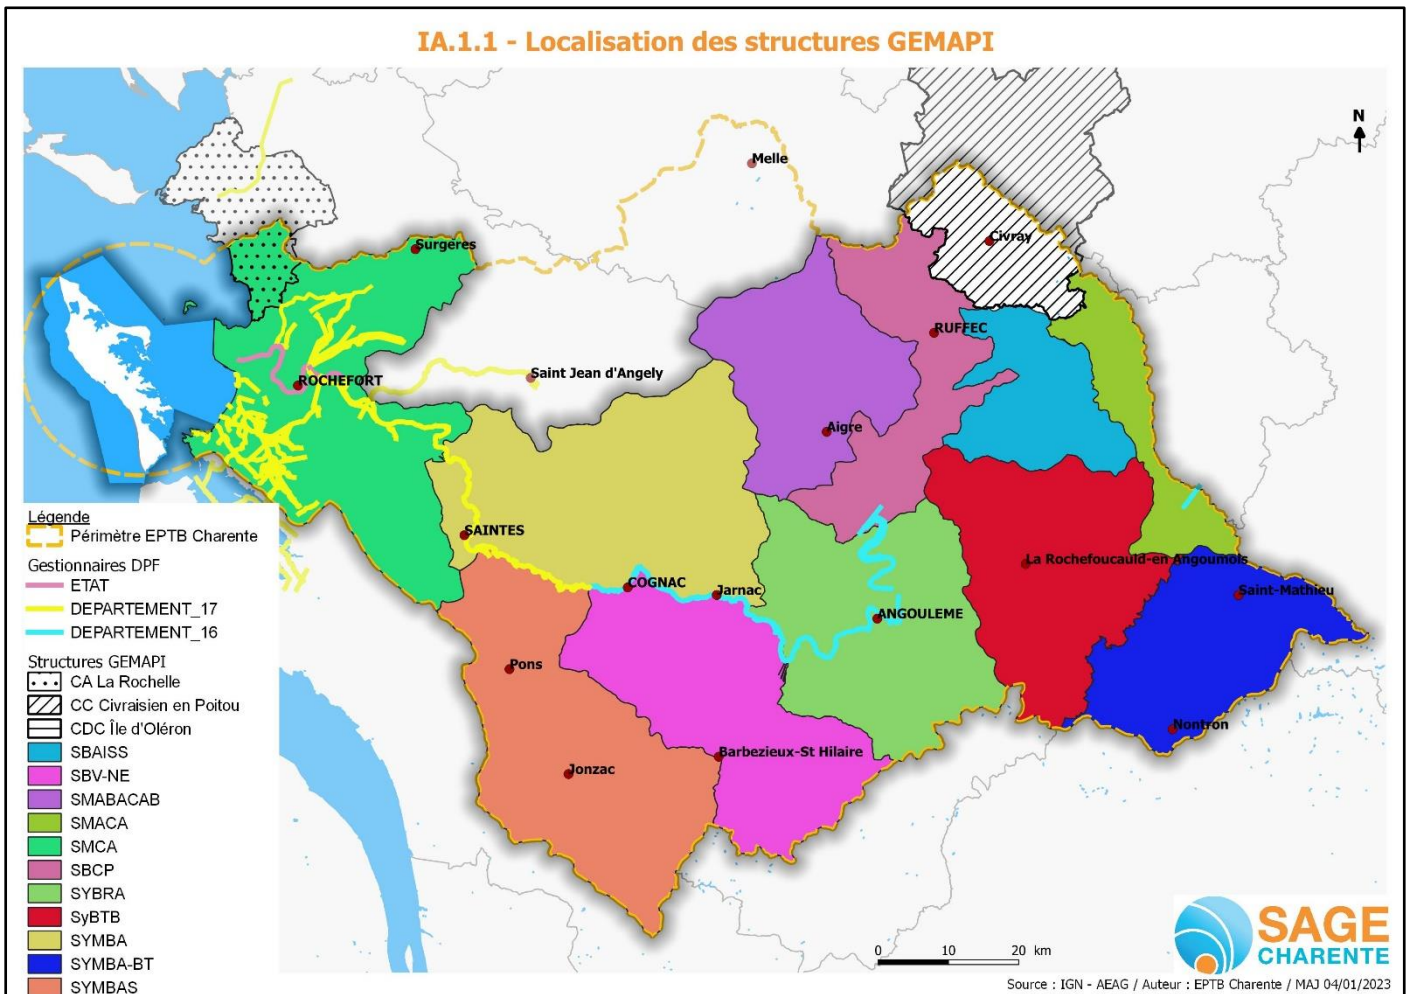 IA.1.1 - Localisation des structures GEMAPI
N
Melle
Civray
Surgères
RUFFEC
ROCHEFORT
Saint Jean d'Angely
Aigre
SAINTES
La Rochefoucauld-en Angoumois
COGNAC
Jarnac
Saint-Mathieu
ANGOULEME
Pons
Nontron
Barbezieux-St Hilaire
Jonzac
Légende
Périmètre EPTB Charente
Gestionnaires DPF
ETAT
DEPARTEMENT_17
DEPARTEMENT_16
Structures GEMAPI
CA La Rochelle
CC Civraisien en Poitou
CDC Île d'Oléron
SBAISS
SBV-NE
SMABACAB
SMACA
SMCA
SBCP
SYBRA
SyBTB
SYMBA
SYMBA-BT
SYMBAS
0 10 20 km
SAGE
CHARENTE
Source : IGN - AEAG / Auteur : EPTB Charente / MAJ 04/01/2023